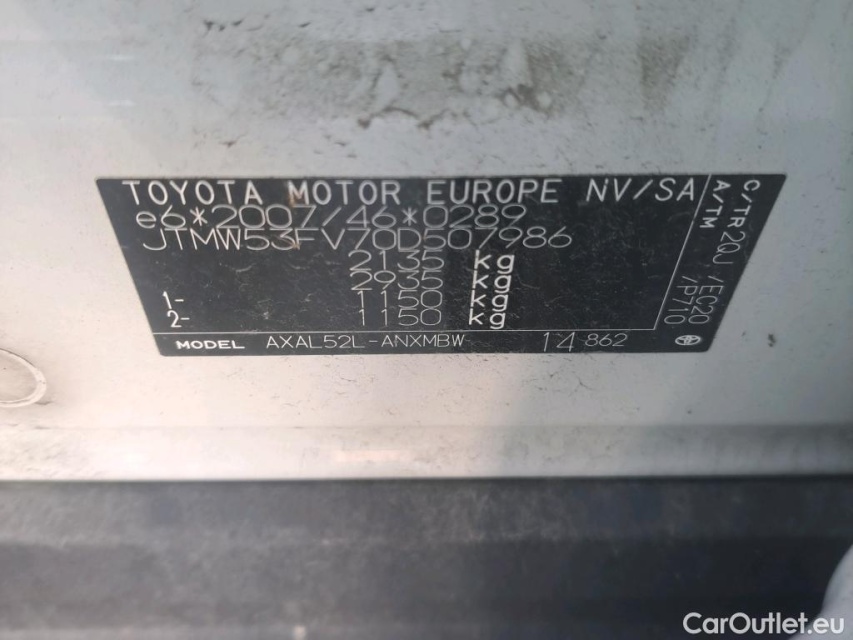 TOYOTA MOTOR EUROPE NV/SA
e6*2007/46*0289
JTMW53FV70D507986
2135 kg
2935 kg
1- 1150 kg
2- 1150 kg
C/TR 2QJ /EC20
A/TM /P710
MODEL AXAL52L-ANXMBW 14 862
CarOutlet.eu